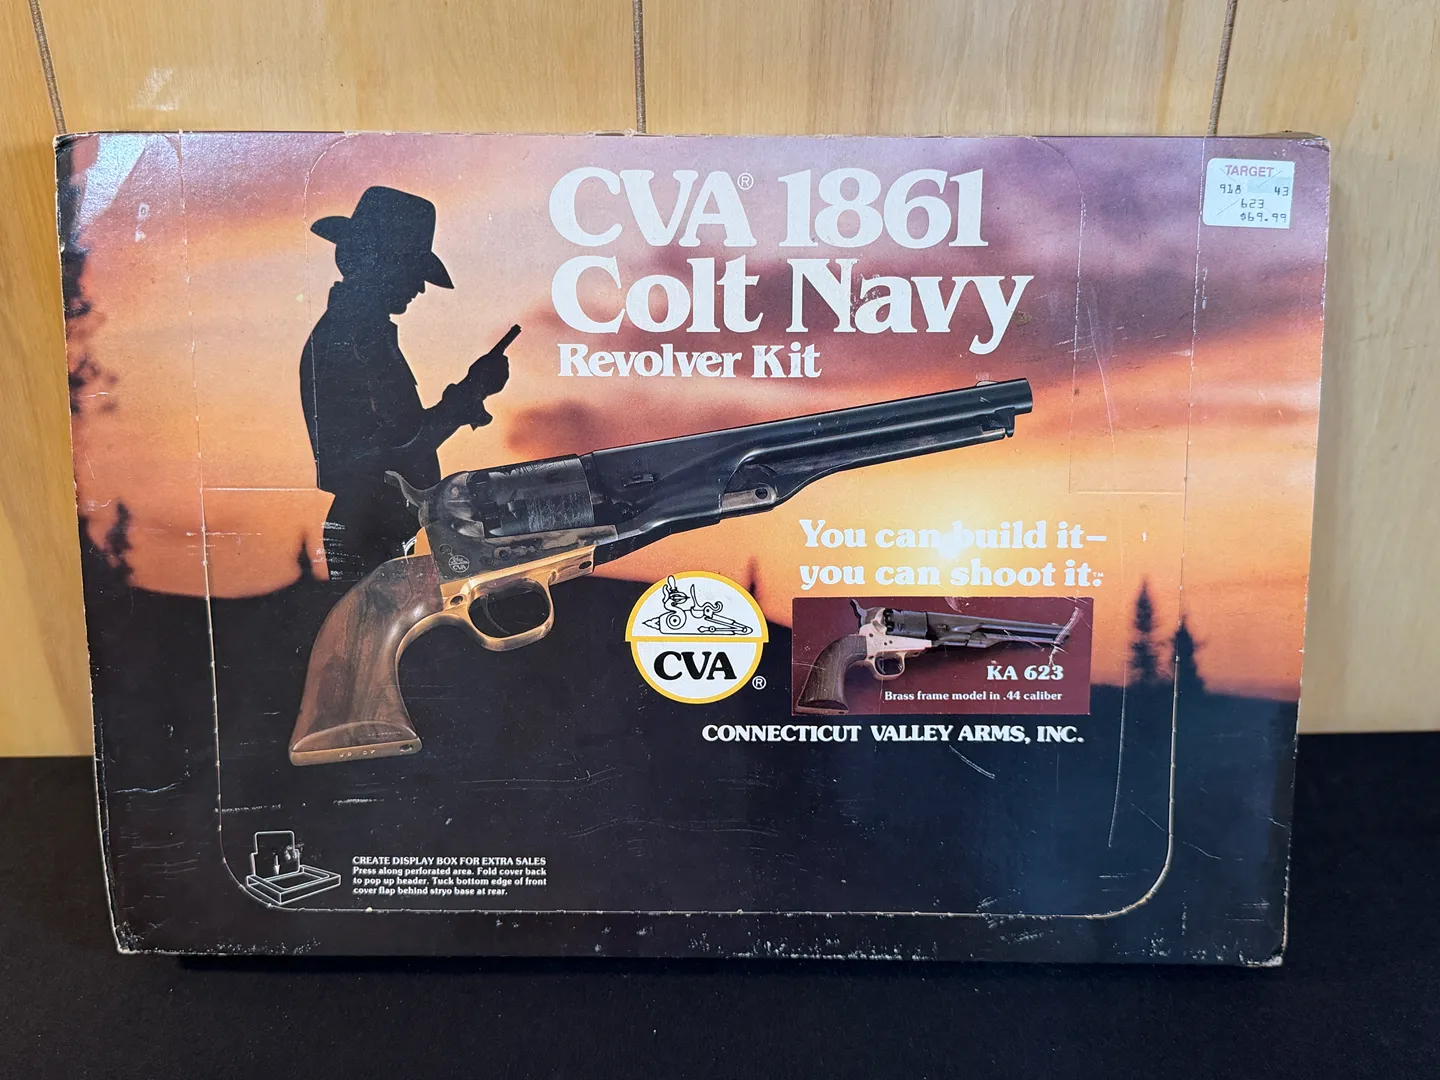 CVA® 1861
Colt Navy
Revolver Kit
TARGET
918 43
623
$69.99
You can build it–
you can shoot it.™
CVA
CVA ®
KA 623
Brass frame model in .44 caliber
CONNECTICUT VALLEY ARMS, INC.
CREATE DISPLAY BOX FOR EXTRA SALES
Press along perforated area. Fold cover back
to pop up header. Tuck bottom edge of front
cover flap behind stryo base at rear.